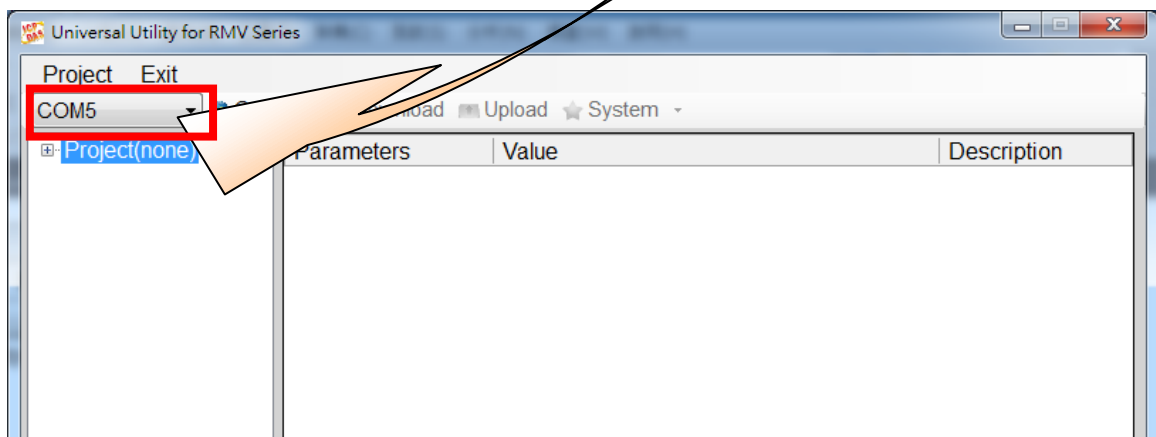 Universal Utility for RMV Series
Project Exit
COM5 Upload System
Project(none) Parameters Value Description